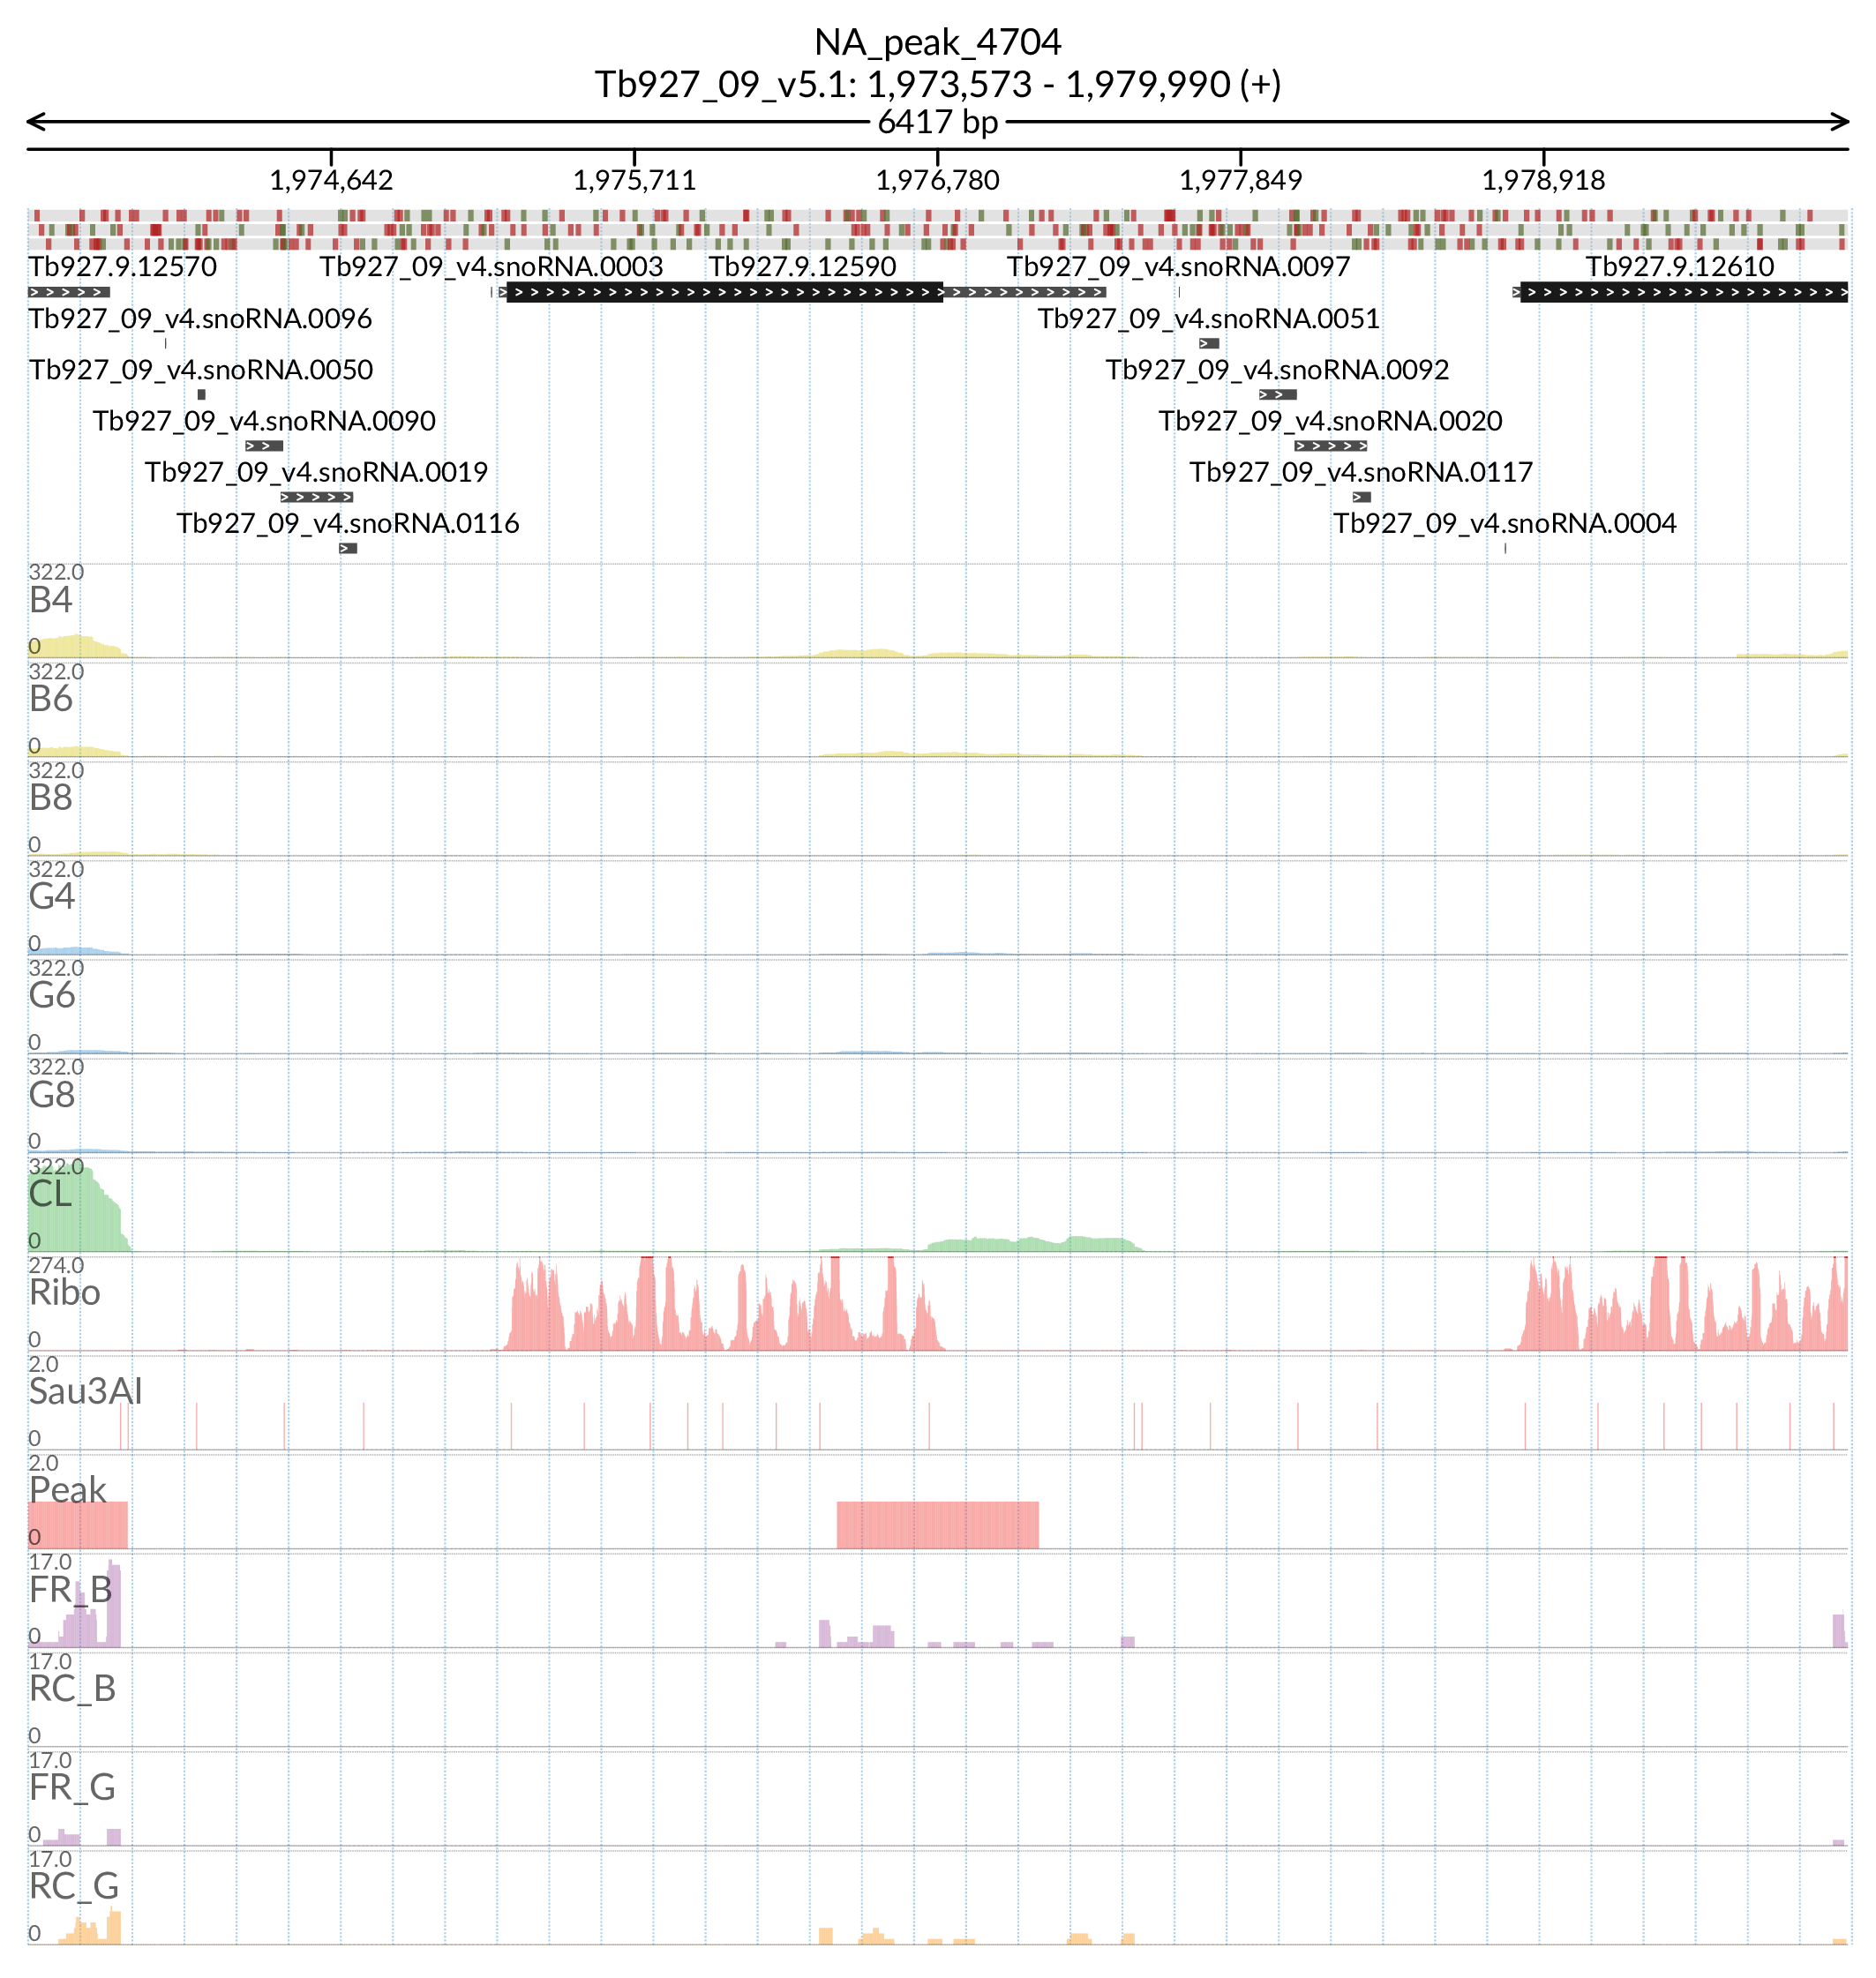 NA_peak_4704
Tb927_09_v5.1: 1,973,573 - 1,979,990 (+)
6417 bp
1,974,642 1,975,711 1,976,780 1,977,849 1,978,918
Tb927.9.12570 Tb927_09_v4.snoRNA.0003 Tb927.9.12590 Tb927_09_v4.snoRNA.0097 Tb927.9.12610
Tb927_09_v4.snoRNA.0096 Tb927_09_v4.snoRNA.0051
Tb927_09_v4.snoRNA.0050 Tb927_09_v4.snoRNA.0092
Tb927_09_v4.snoRNA.0090 Tb927_09_v4.snoRNA.0020
Tb927_09_v4.snoRNA.0019 Tb927_09_v4.snoRNA.0117
Tb927_09_v4.snoRNA.0116 Tb927_09_v4.snoRNA.0004
322.0
B4
0
322.0
B6
0
322.0
B8
0
322.0
G4
0
322.0
G6
0
322.0
G8
0
322.0
CL
0
274.0
Ribo
0
2.0
Sau3AI
0
2.0
Peak
0
17.0
FR_B
0
17.0
RC_B
0
17.0
FR_G
0
17.0
RC_G
0